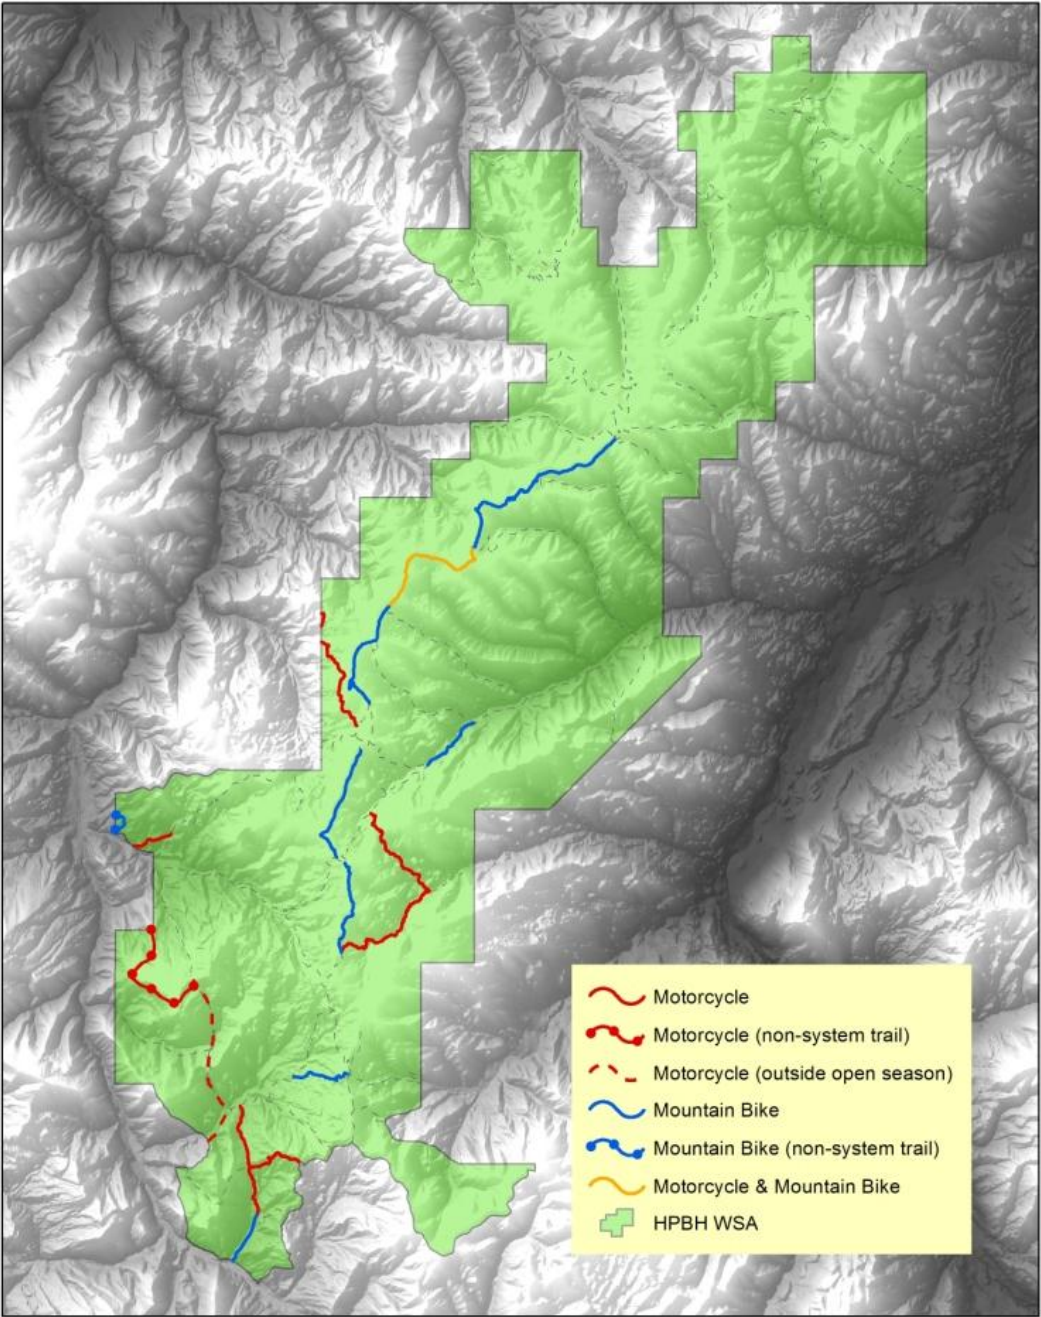 Motorcycle
Motorcycle (non-system trail)
Motorcycle (outside open season)
Mountain Bike
Mountain Bike (non-system trail)
Motorcycle & Mountain Bike
HPBH WSA